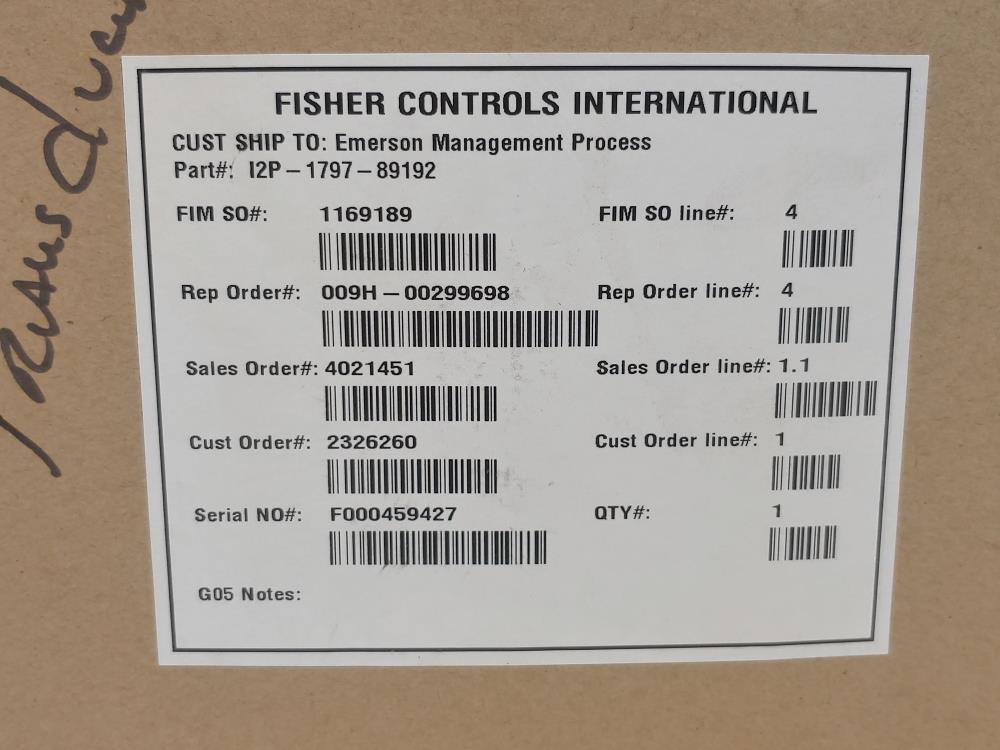 FISHER CONTROLS INTERNATIONAL
CUST SHIP TO: Emerson Management Process
Part#: I2P – 1797 – 89192
FIM SO#: 1169189 FIM SO line#: 4
Rep Order#: 009H – 00299698 Rep Order line#: 4
Sales Order#: 4021451 Sales Order line#: 1.1
Cust Order#: 2326260 Cust Order line#: 1
Serial NO#: F000459427 QTY#: 1
G05 Notes: